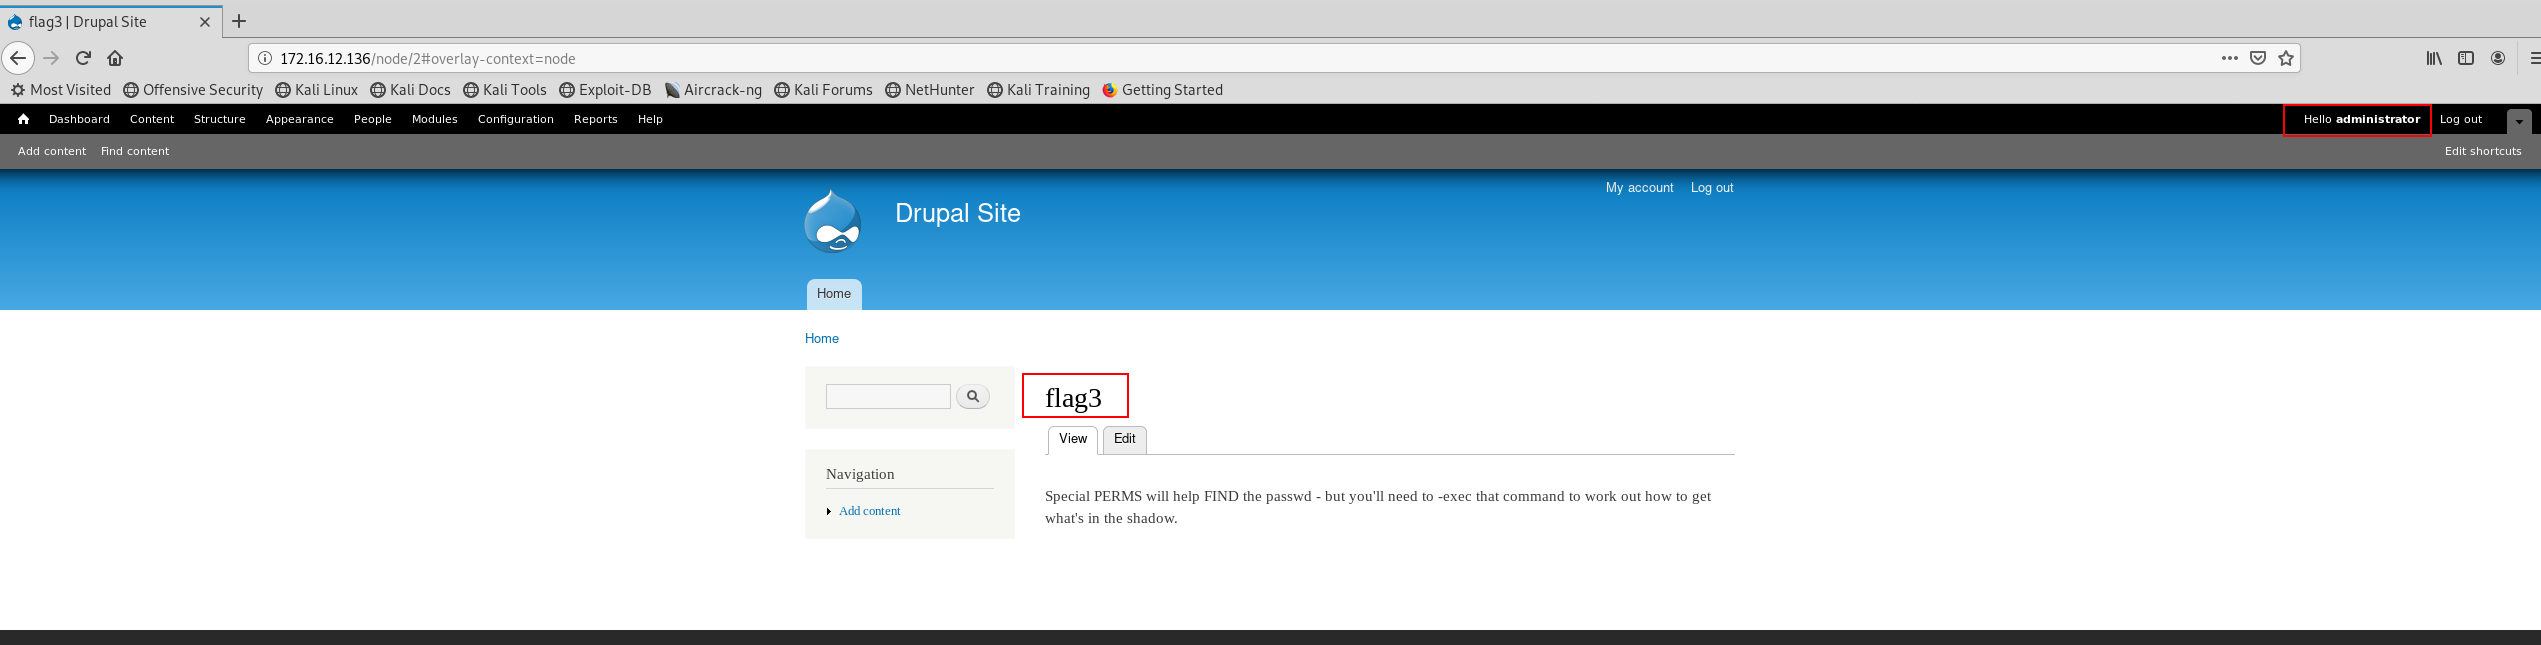 flag3 | Drupal Site
172.16.12.136/node/2#overlay-context=node
Most Visited Offensive Security Kali Linux Kali Docs Kali Tools Exploit-DB Aircrack-ng Kali Forums NetHunter Kali Training Getting Started
Dashboard Content Structure Appearance People Modules Configuration Reports Help Hello administrator Log out
Add content Find content Edit shortcuts
My account Log out
Drupal Site
Home
Home
flag3
View Edit
Navigation
Add content
Special PERMS will help FIND the passwd - but you'll need to -exec that command to work out how to get
what's in the shadow.